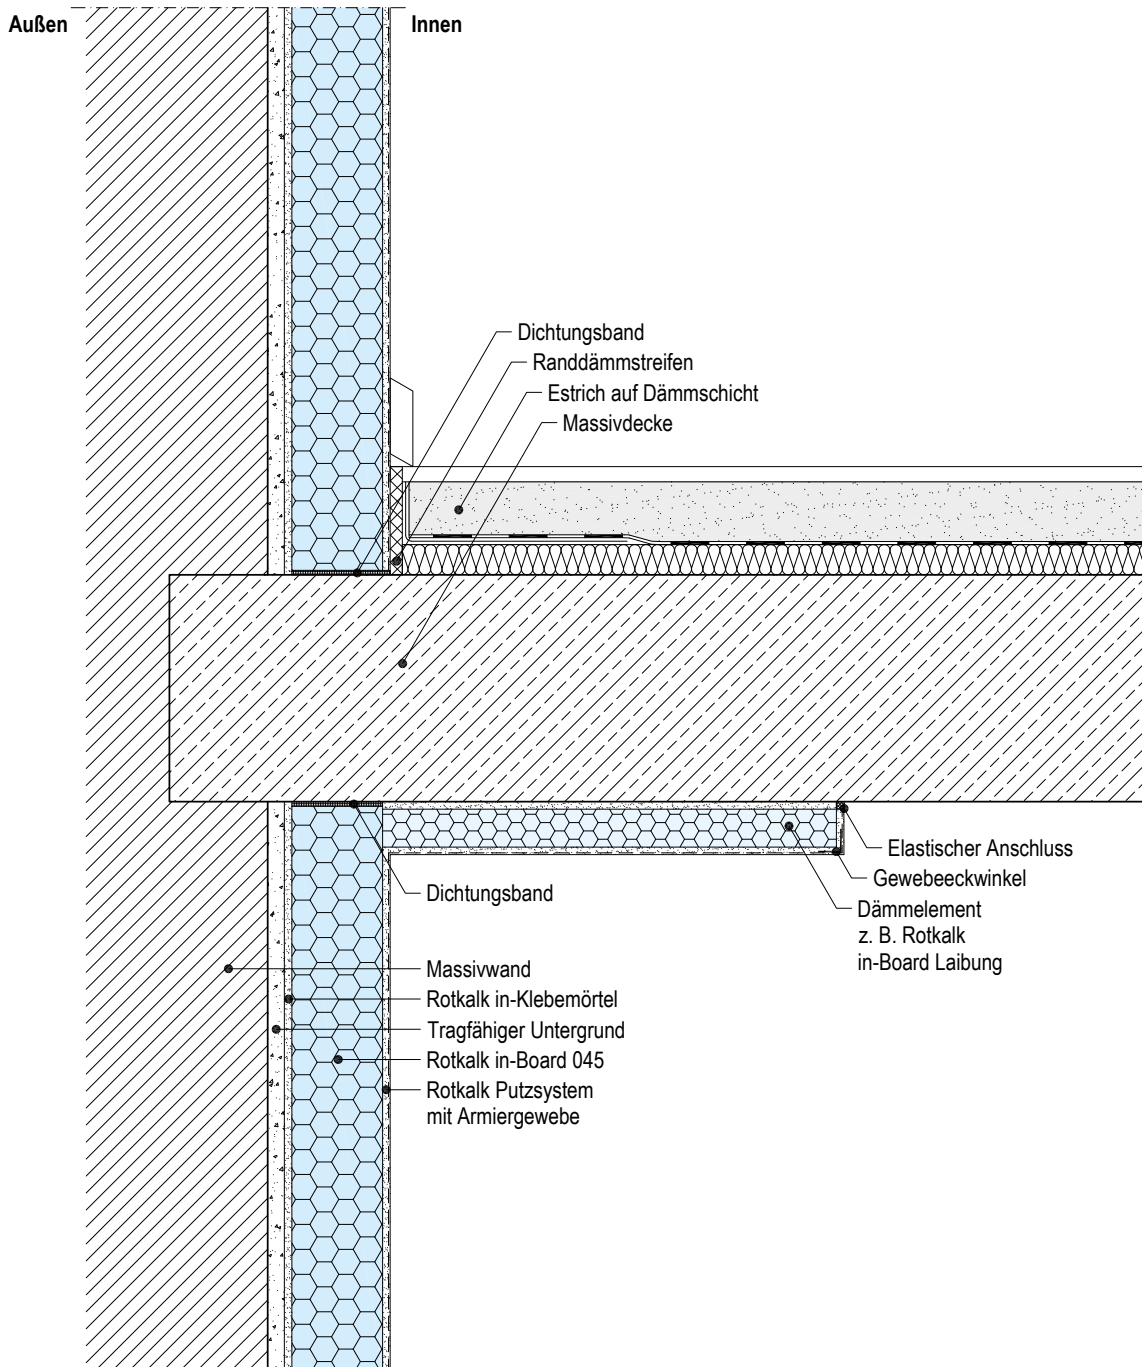 Außen
Innen
Dichtungsband
Randdämmstreifen
Estrich auf Dämmschicht
Massivdecke
Elastischer Anschluss
Gewebeeckwinkel
Dämmelement
z. B. Rotkalk
in-Board Laibung
Dichtungsband
Massivwand
Rotkalk in-Klebemörtel
Tragfähiger Untergrund
Rotkalk in-Board 045
Rotkalk Putzsystem
mit Armiergewebe